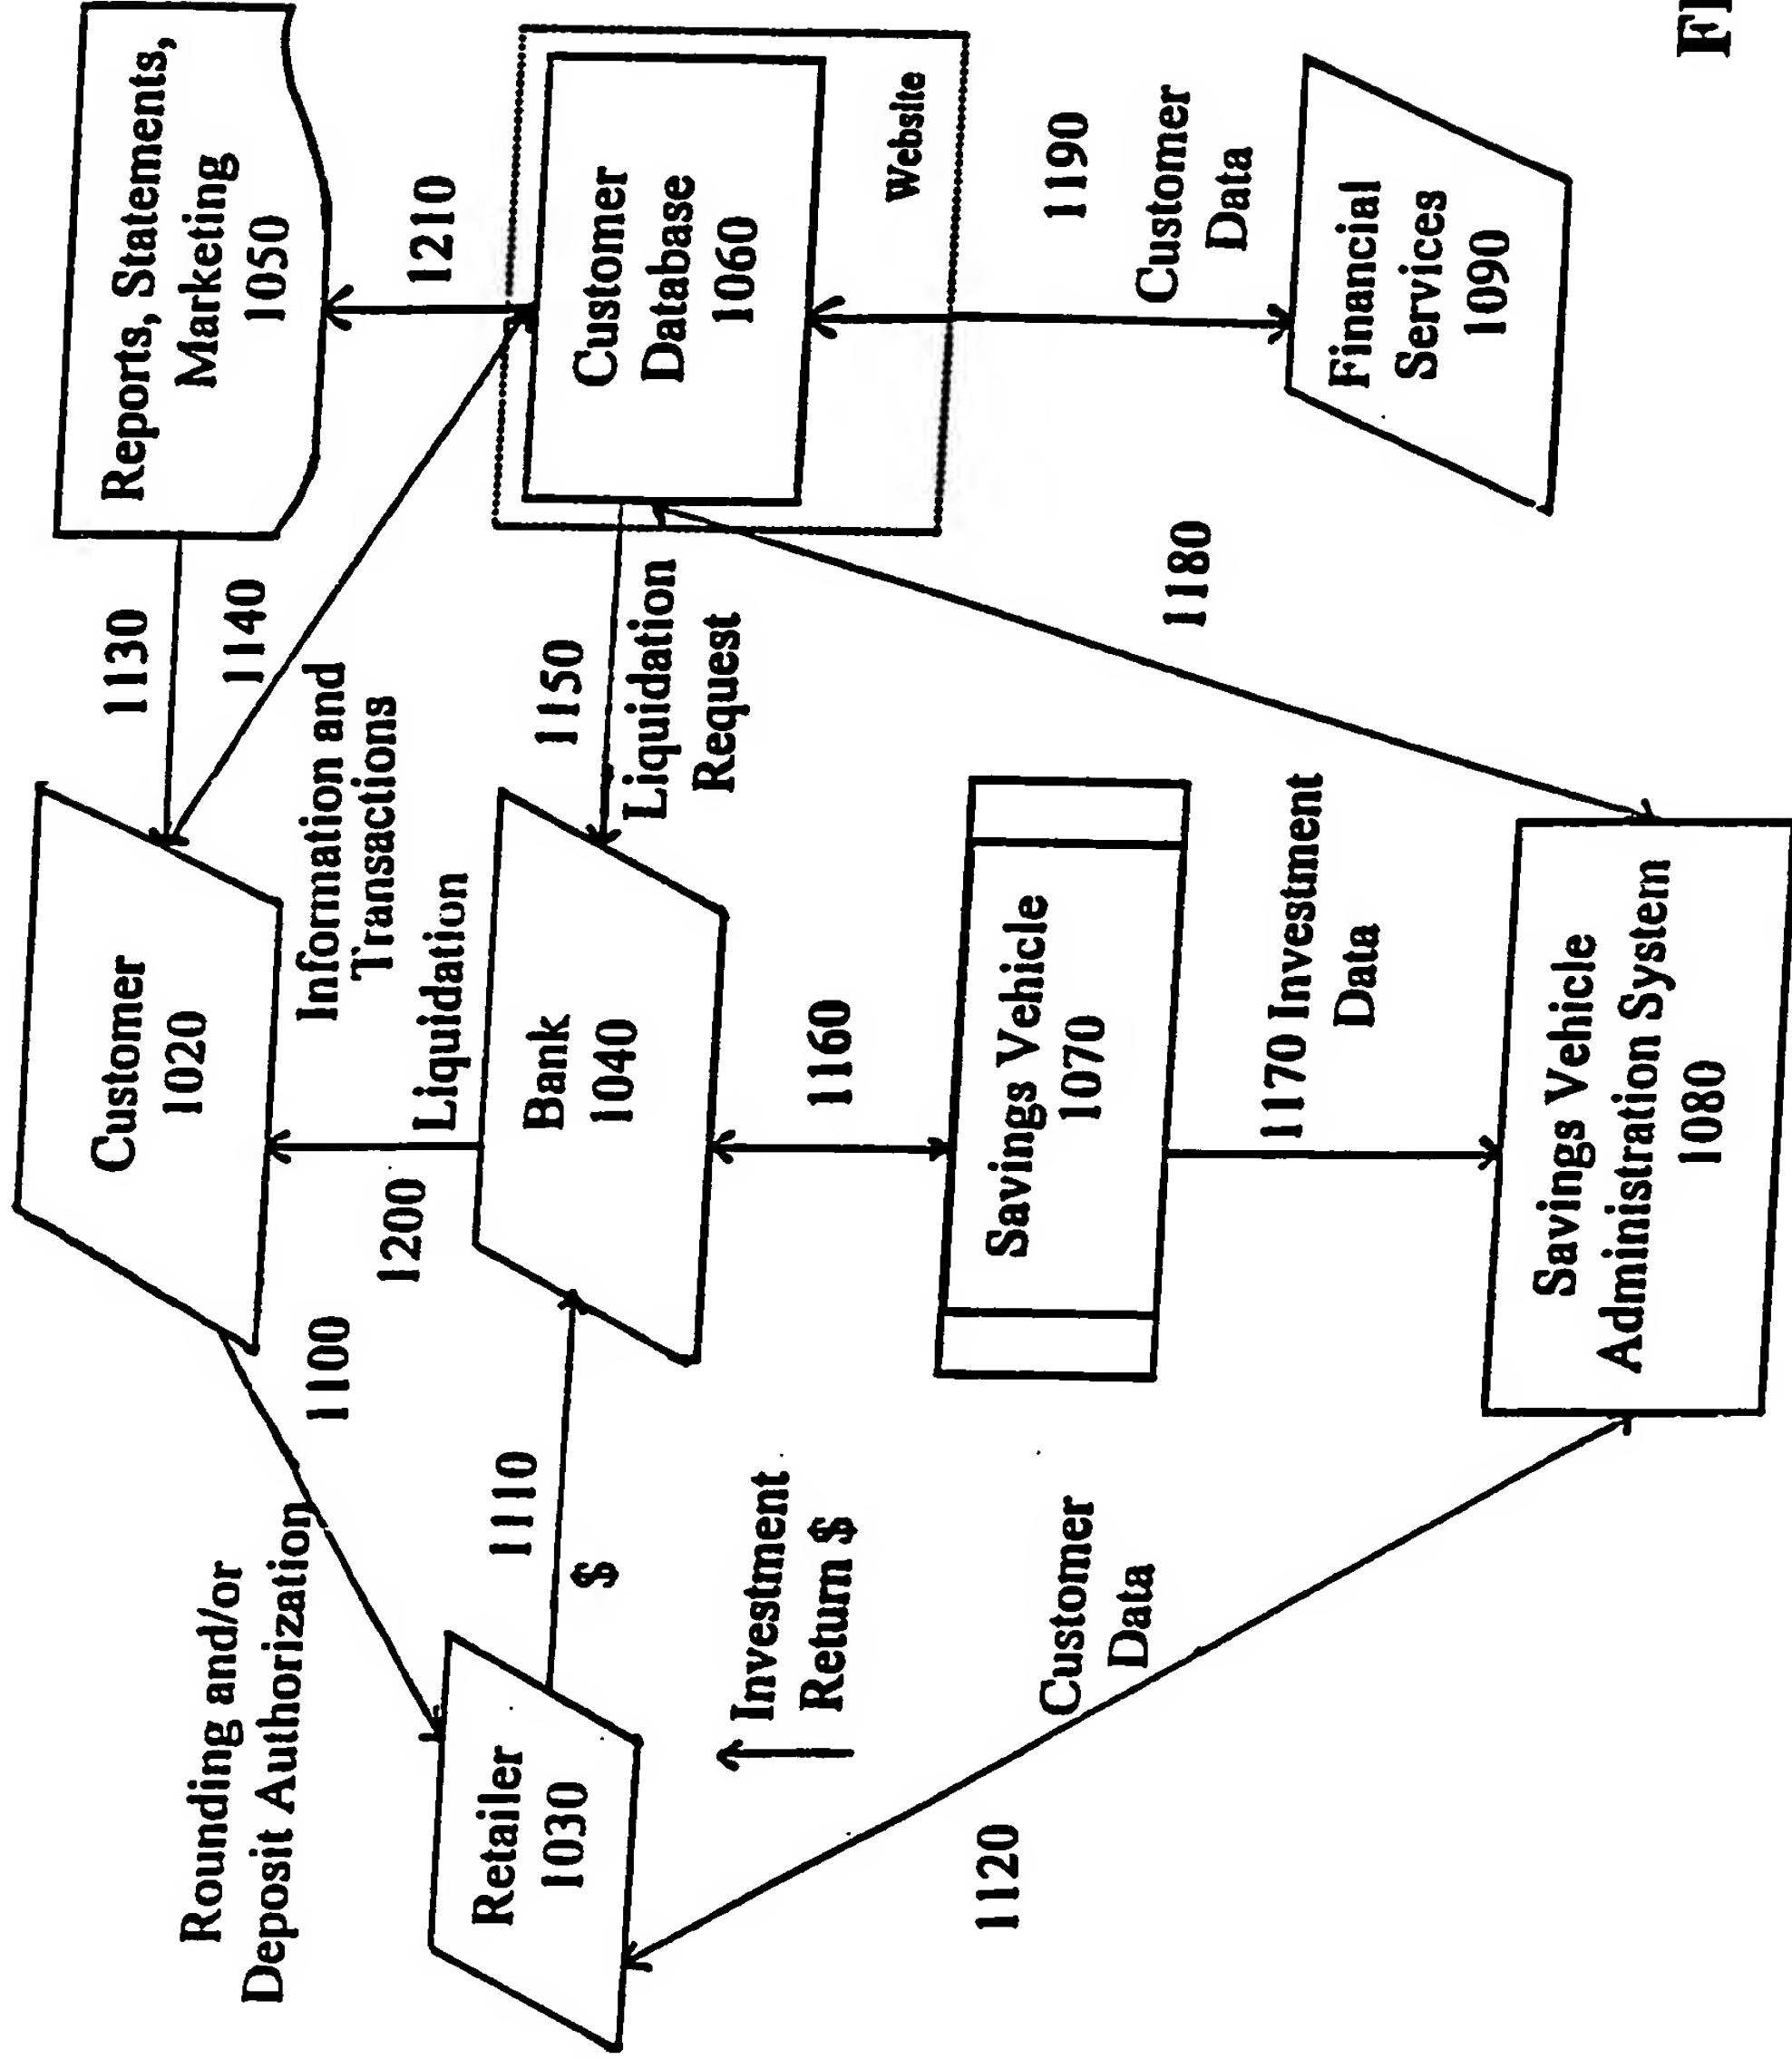 Customer
1020
Reports, Statements,
Marketing
1050
Rounding and/or
Deposit Authorization
1100
1130
1140
Information and
Transactions
1200
Liquidation
1210
Retailer
1030
1110
$
Bank
1040
1150
Liquidation
Request
Customer
Database
1060
Website
Investment
Return $
1160
Savings Vehicle
1070
1120
Customer
Data
1170 Investment
Data
1180
1190
Customer
Data
Savings Vehicle
Administration System
1080
Financial
Services
1090